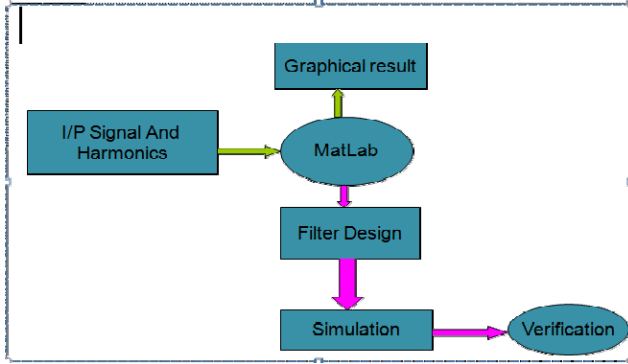 Graphical result
I/P Signal And
Harmonics
MatLab
Filter Design
Simulation
Verification